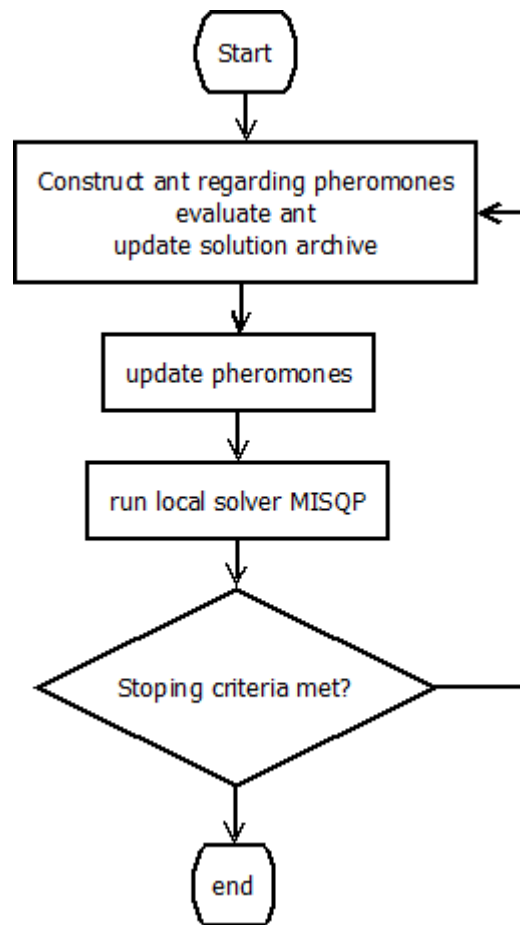 Start
Construct ant regarding pheromones
evaluate ant
update solution archive
update pheromones
run local solver MISQP
Stoping criteria met?
end